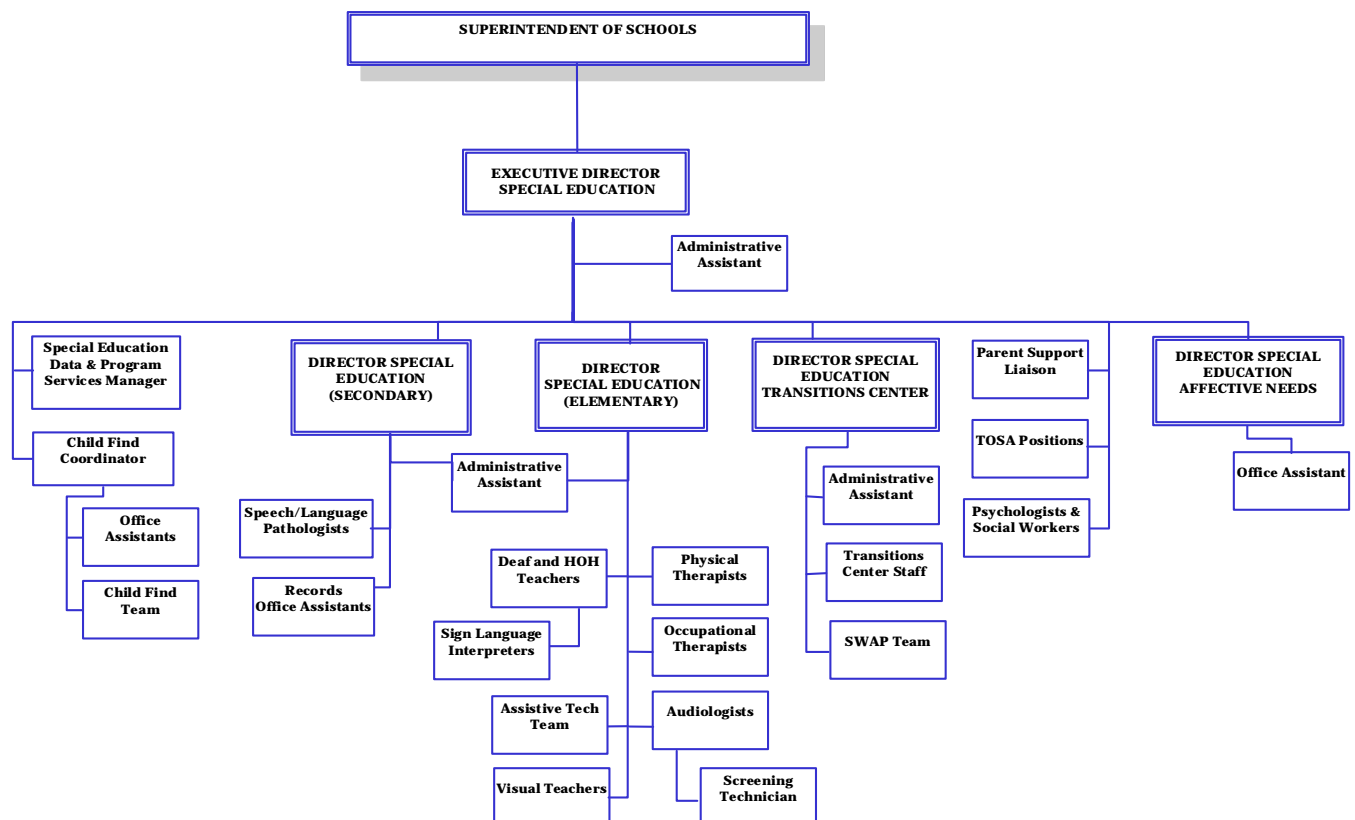 SUPERINTENDENT OF SCHOOLS
EXECUTIVE DIRECTOR
SPECIAL EDUCATION
Administrative
Assistant
Special Education
Data & Program
Services Manager
Child Find
Coordinator
Office
Assistants
Child Find
Team
DIRECTOR SPECIAL
EDUCATION
(SECONDARY)
Speech/Language
Pathologists
Records
Office Assistants
Administrative
Assistant
DIRECTOR
SPECIAL EDUCATION
(ELEMENTARY)
Deaf and HOH
Teachers
Sign Language
Interpreters
Assistive Tech
Team
Visual Teachers
Physical
Therapists
Occupational
Therapists
Audiologists
Screening
Technician
DIRECTOR SPECIAL
EDUCATION
TRANSITIONS CENTER
Administrative
Assistant
Transitions
Center Staff
SWAP Team
Parent Support
Liaison
TOSA Positions
Psychologists &
Social Workers
DIRECTOR SPECIAL
EDUCATION
AFFECTIVE NEEDS
Office Assistant